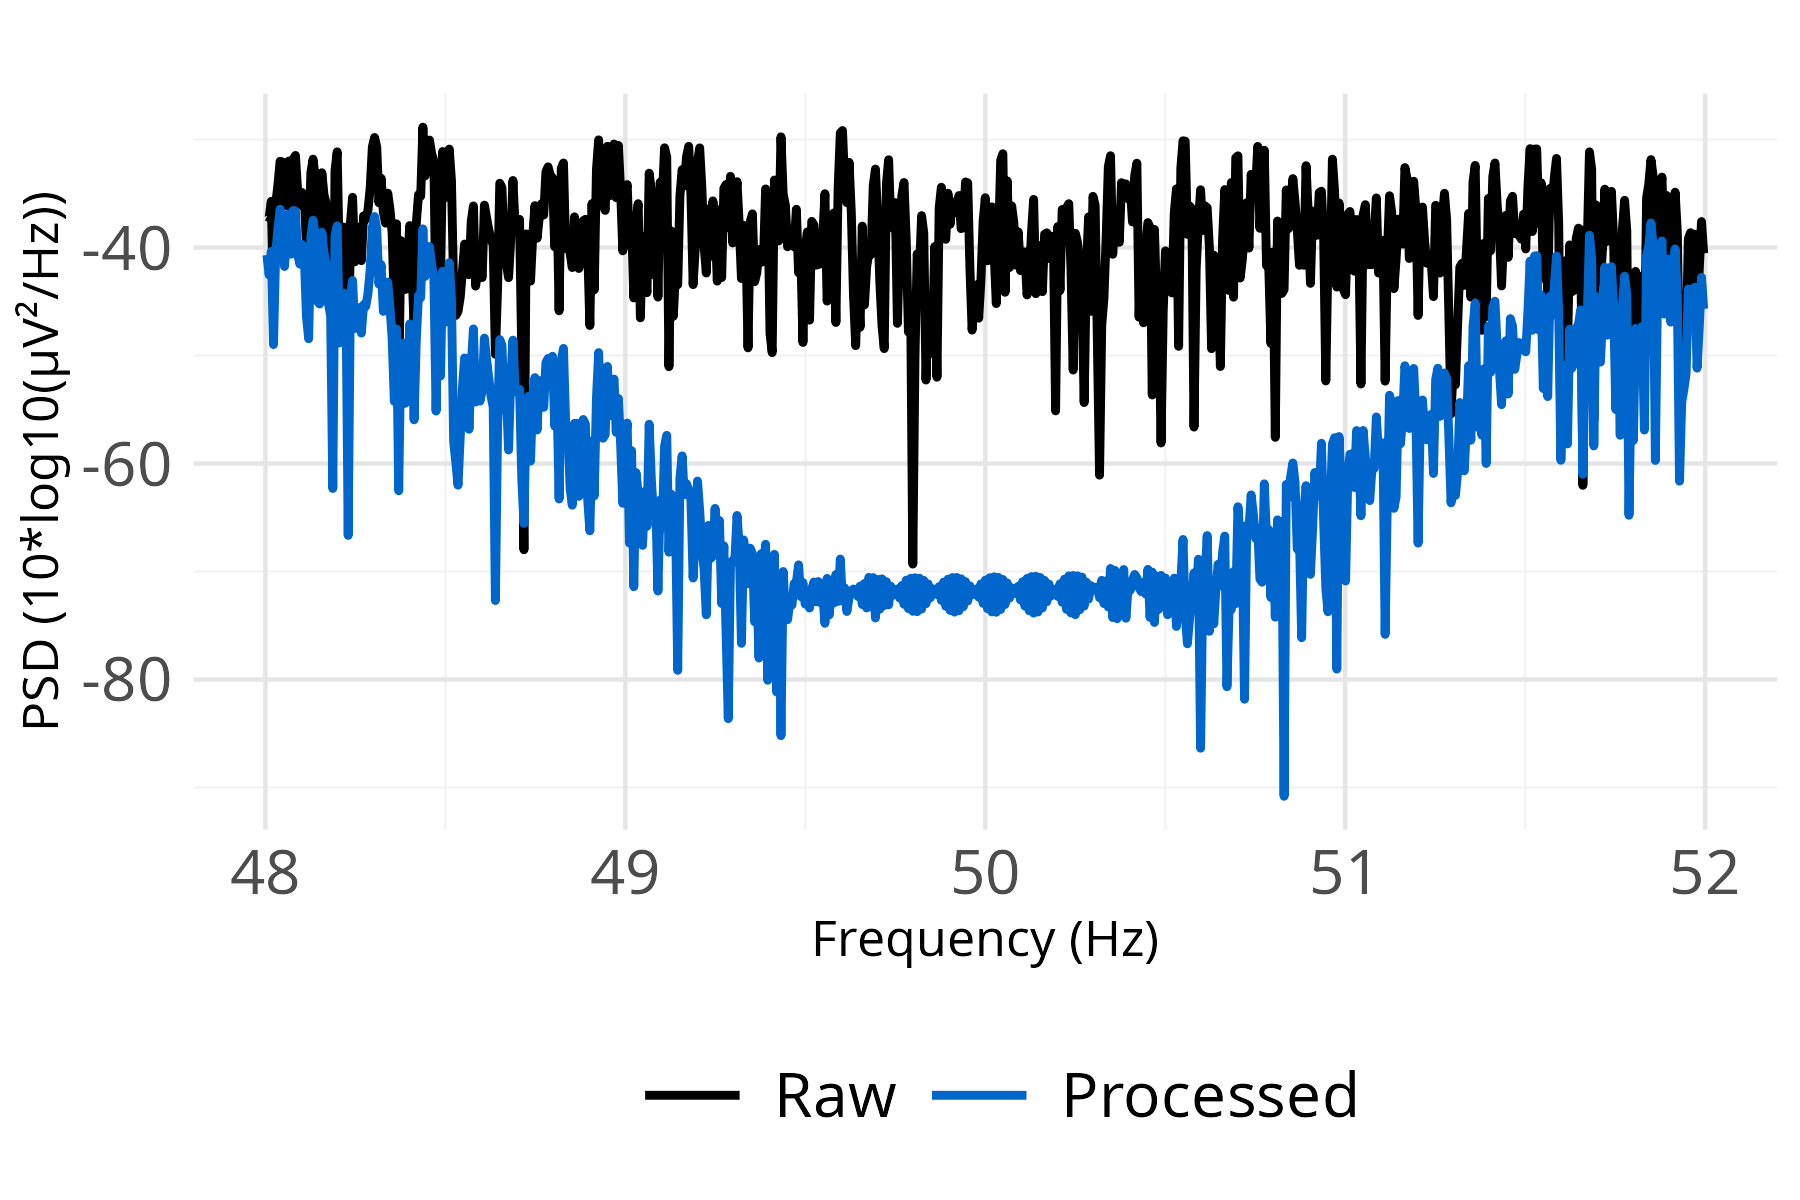 PSD (10*log10(µV²/Hz))
-40
-60
-80
48 49 50 51 52
Frequency (Hz)
Raw Processed